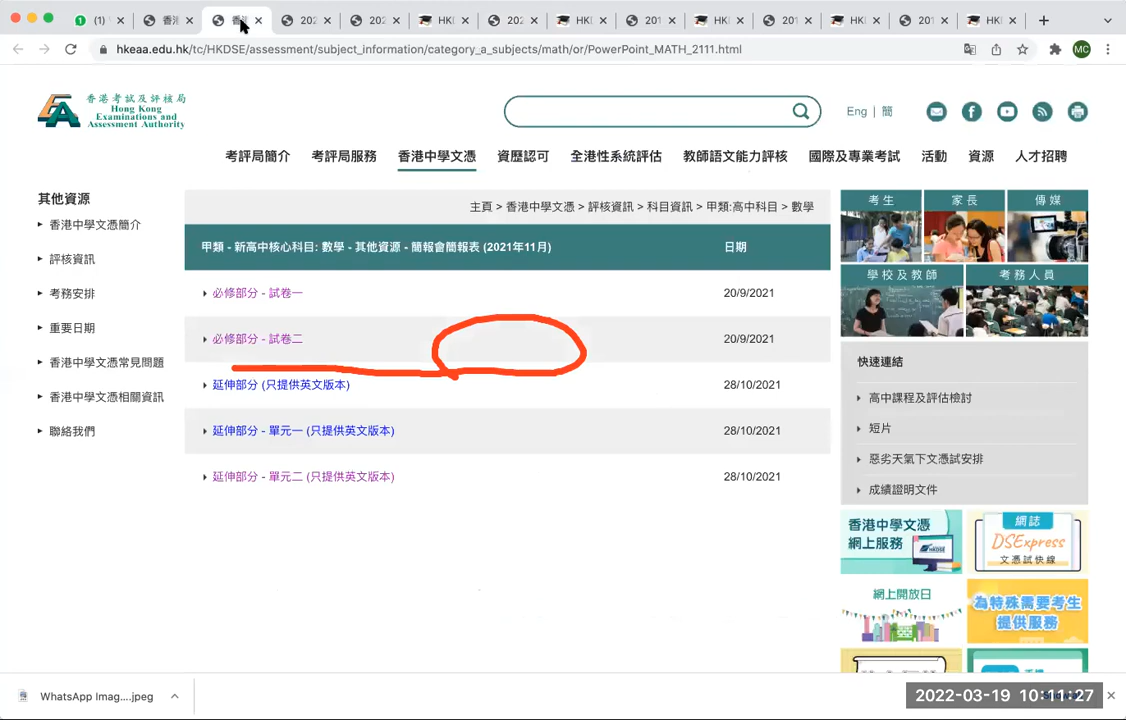 (1)
香港
香
202
202
HKI
202
HKI
201
HKI
201
HKI
201
HKI
hkeaa.edu.hk/tc/HKDSE/assessment/subject_information/category_a_subjects/math/or/PowerPoint_MATH_2111.html
MC
香港考試及評核局
Hong Kong
Examinations and
Assessment Authority
Eng | 簡
考評局簡介 考評局服務 香港中學文憑 資歷認可 全港性系統評估 教師語文能力評核 國際及專業考試 活動 資源 人才招聘
其他資源
香港中學文憑簡介
評核資訊
考務安排
重要日期
香港中學文憑常見問題
香港中學文憑相關資訊
聯絡我們
主頁 > 香港中學文憑 > 評核資訊 > 科目資訊 > 甲類:高中科目 > 數學
甲類 - 新高中核心科目: 數學 - 其他資源 - 簡報會簡報表 (2021年11月) 日期
必修部分 - 試卷一 20/9/2021
必修部分 - 試卷二 20/9/2021
延伸部分 (只提供英文版本) 28/10/2021
延伸部分 - 單元一 (只提供英文版本) 28/10/2021
延伸部分 - 單元二 (只提供英文版本) 28/10/2021
考生 家長 傳媒
學校及教師 考務人員
快速連結
高中課程及評估檢討
短片
惡劣天氣下文憑試安排
成績證明文件
香港中學文憑
網上服務
網誌
DSExpress
文憑試快線
網上開放日
為特殊需要考生
提供服務
WhatsApp Imag....jpeg
2022-03-19 10:11:27